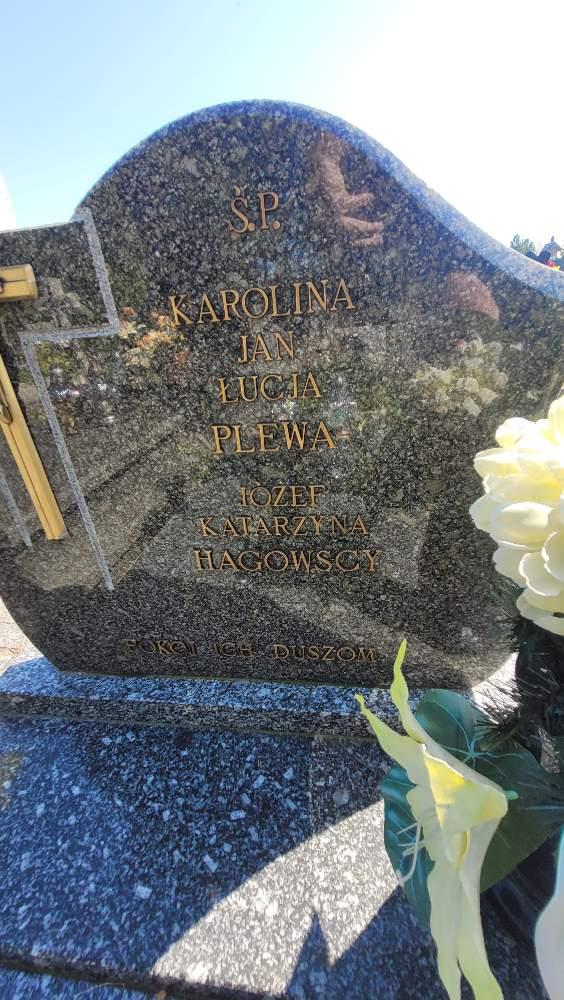 Ś.P.
KAROLINA
JAN
ŁUCJA
PLEWA
JÓZEF
KATARZYNA
HAGOWSCY
POKÓJ ICH DUSZOM